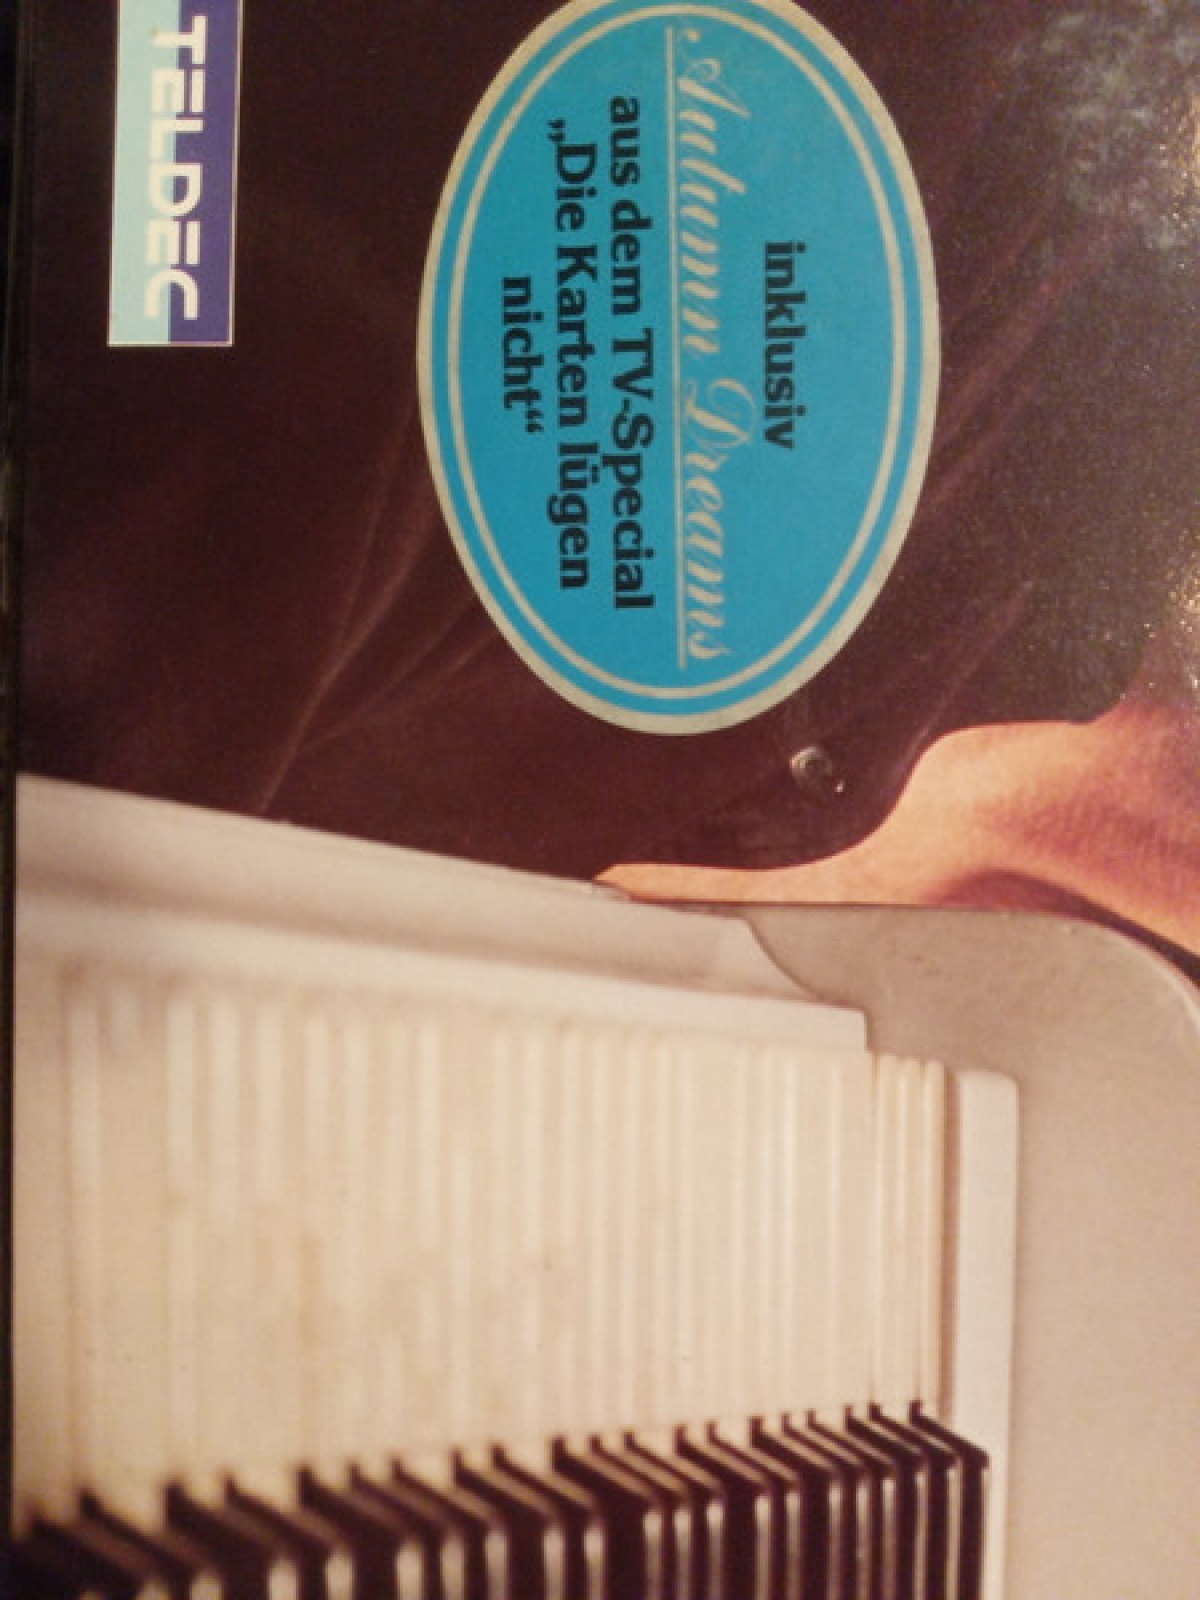 inklusiv
Autumn Dreams
aus dem TV-Special
„Die Karten lügen
nicht“
TELDEC